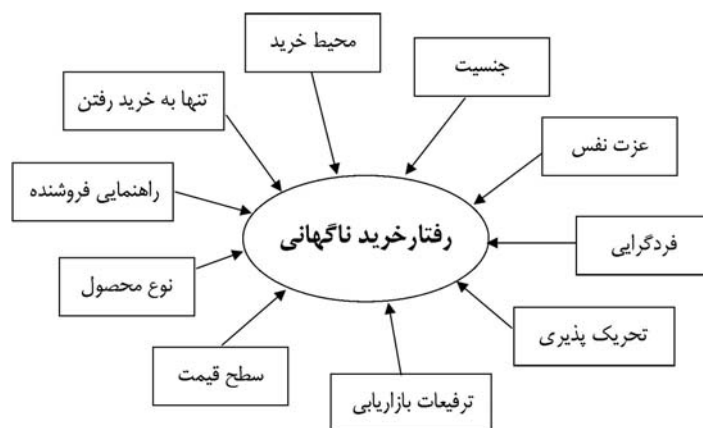 محیط خرید
جنسیت
تنها به خرید رفتن
عزت نفس
راهنمایی فروشنده
رفتارخرید ناگهانی
فردگرایی
نوع محصول
تحریک پذیری
سطح قیمت
ترفیعات بازاریابی